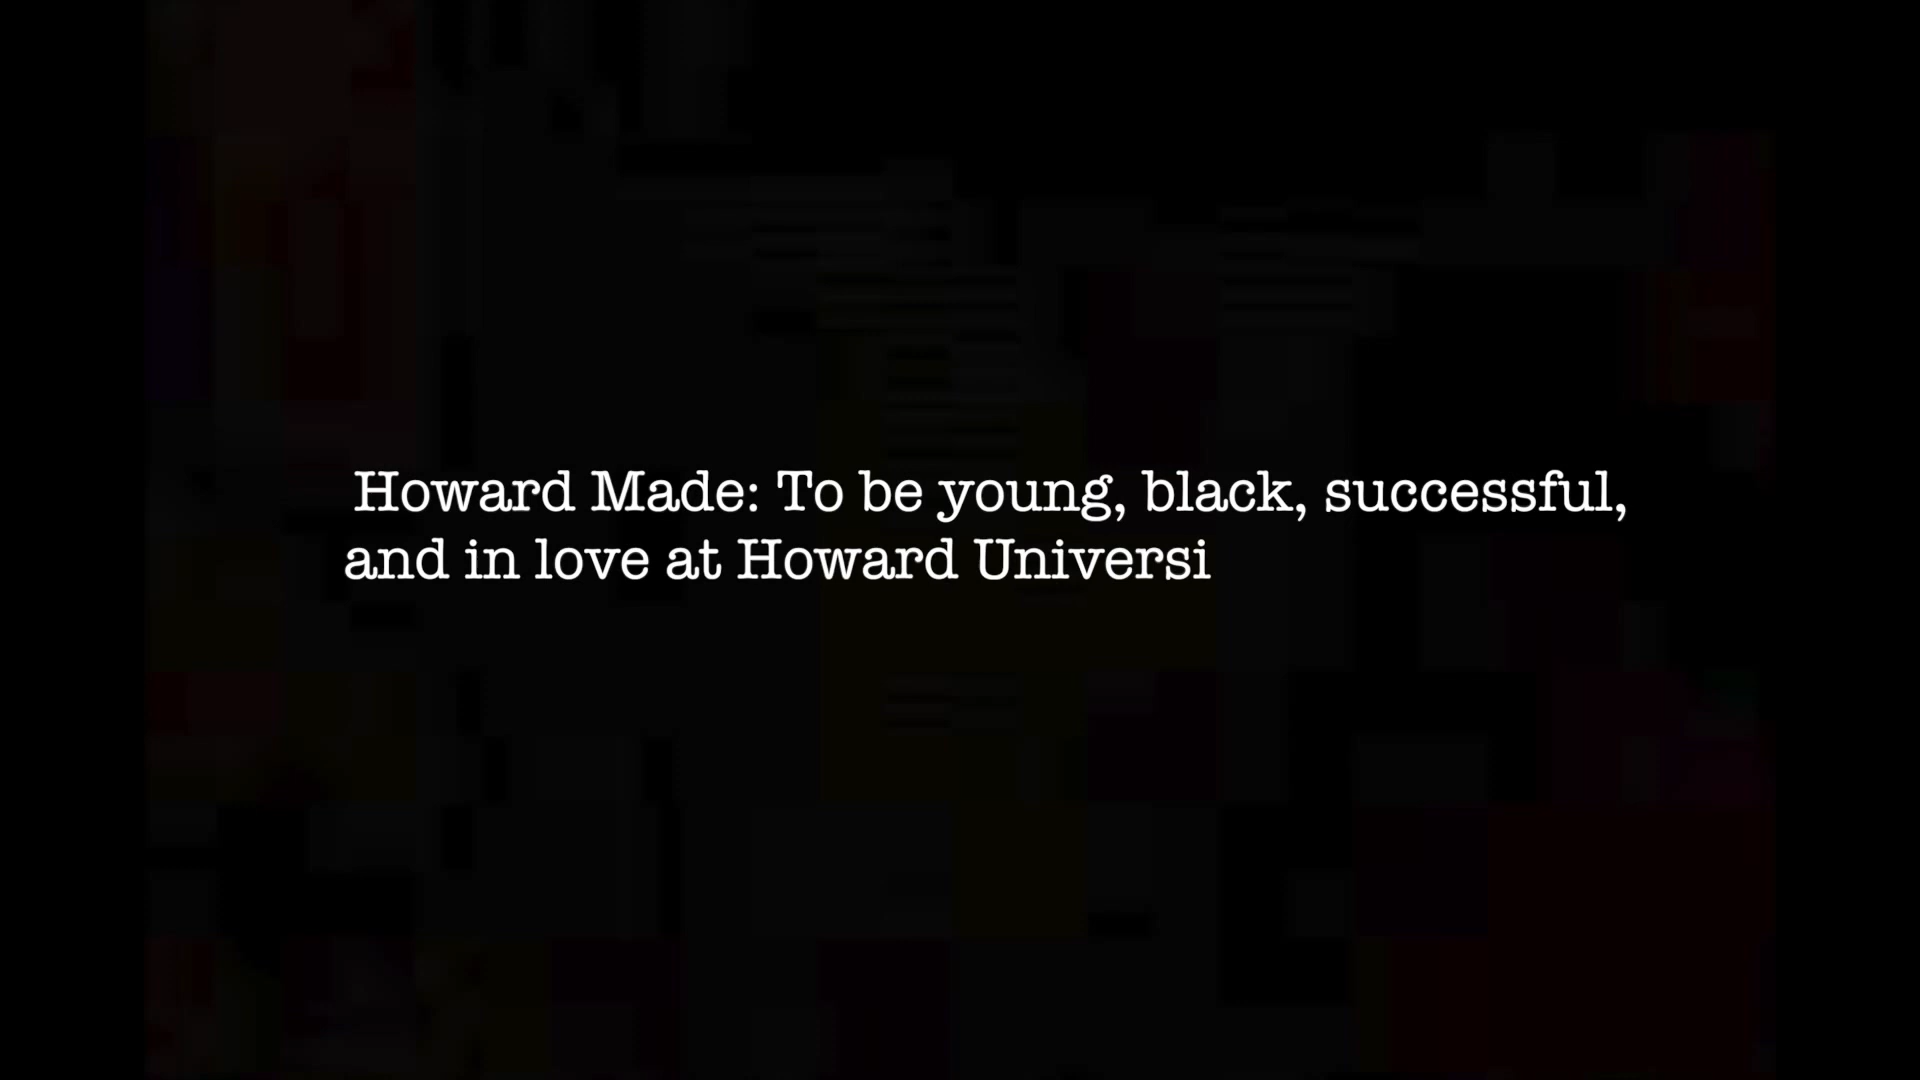 Howard Made: To be young, black, successful,
and in love at Howard Universi